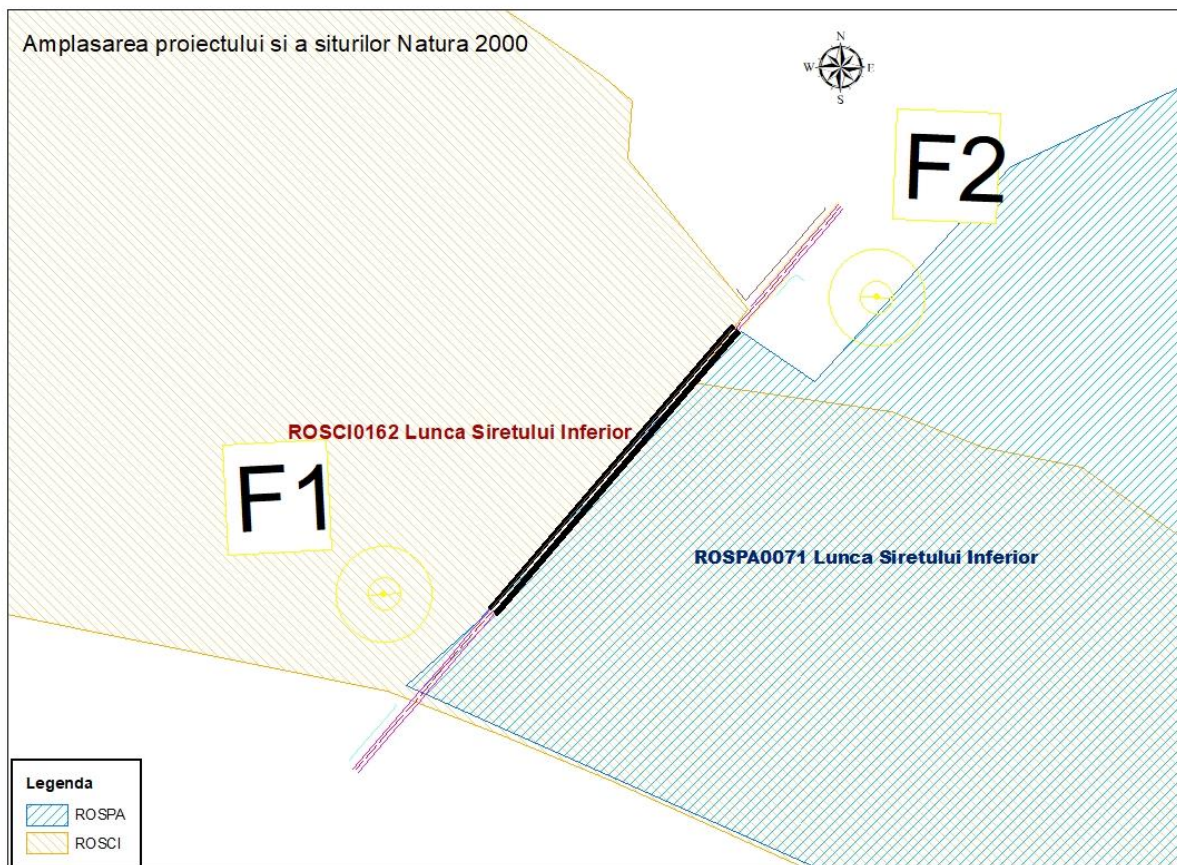 Amplasarea proiectului si a siturilor Natura 2000
N
W E
S
F2
ROSCI0162 Lunca Siretului Inferior
F1
ROSPA0071 Lunca Siretului Inferior
Legenda
ROSPA
ROSCI